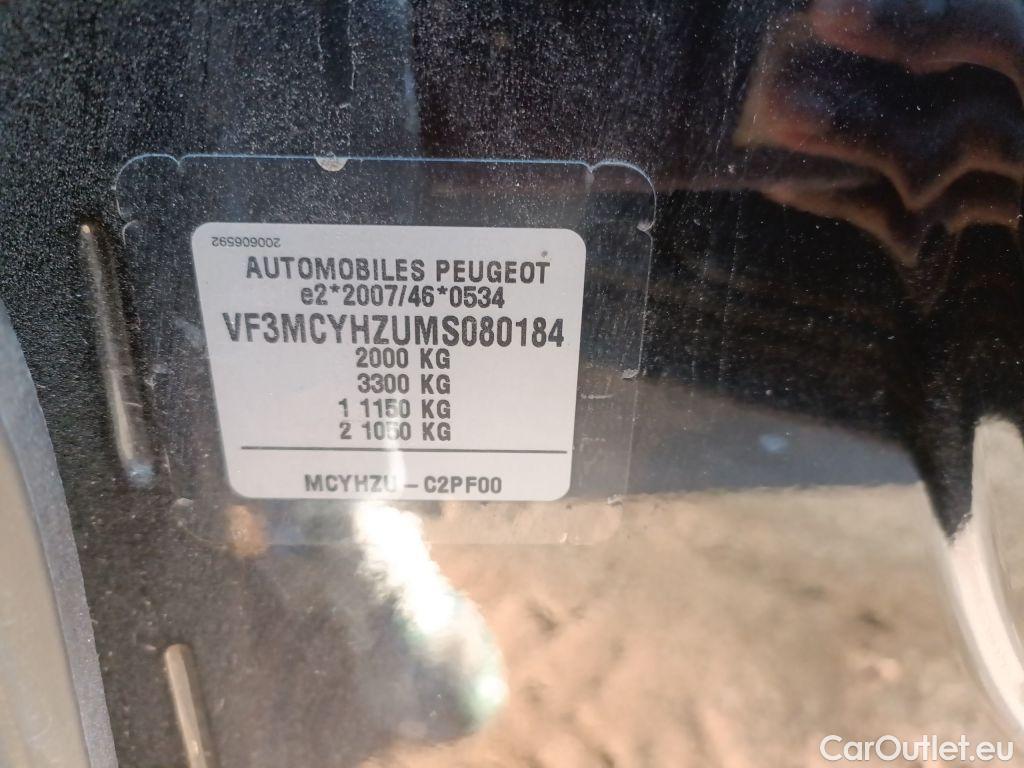 200606592
AUTOMOBILES PEUGEOT
e2*2007/46*0534
VF3MCYHZUMS080184
2000 KG
3300 KG
1 1150 KG
2 1050 KG
MCYHZU - C2PF00
CarOutlet.eu